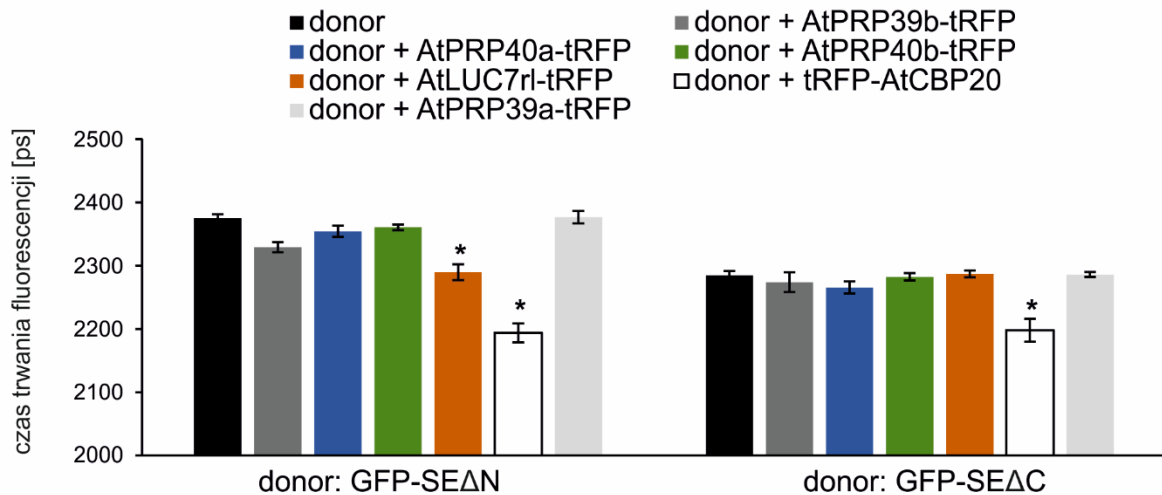 donor
donor + AtPRP39b-tRFP
donor + AtPRP40a-tRFP
donor + AtPRP40b-tRFP
donor + AtLUC7rl-tRFP
donor + tRFP-AtCBP20
donor + AtPRP39a-tRFP
czas trwania fluorescencji [ps]
2500
2400
2300
2200
2100
2000
*
*
*
donor: GFP-SEΔN
donor: GFP-SEΔC